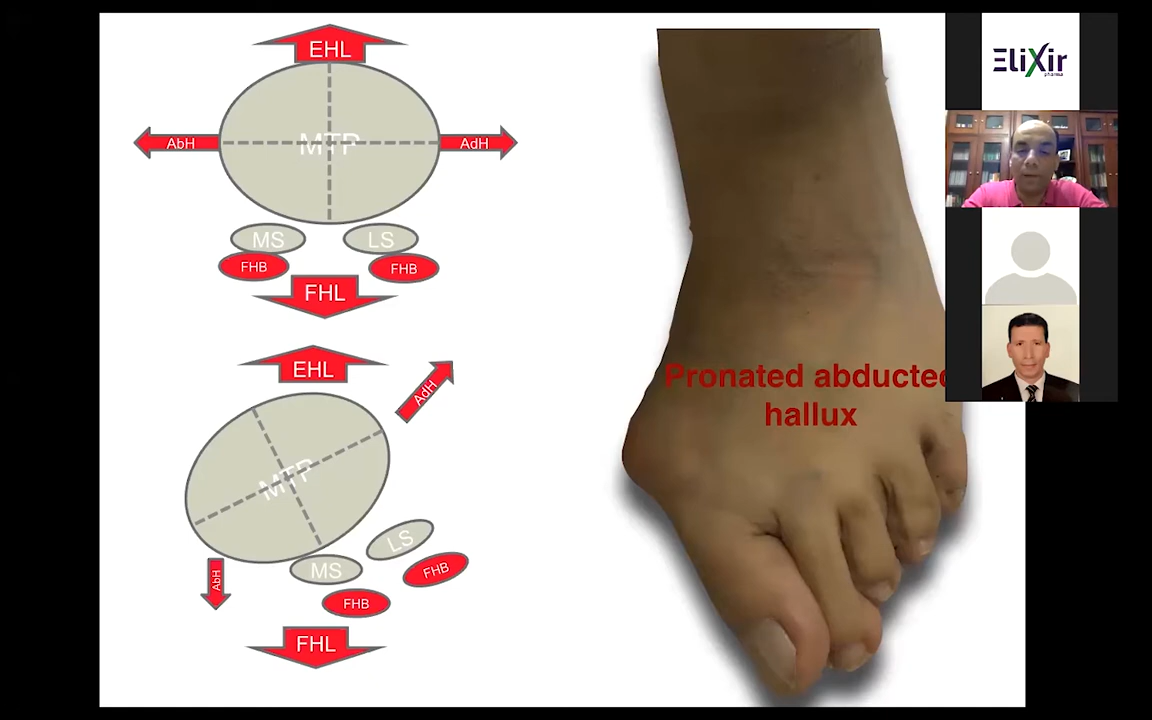 EHL
AbH
MTP
AdH
MS
LS
FHB
FHB
FHL
EHL
AdH
MTP
LS
MS
AbH
FHB
FHB
FHL
Pronated abducted
hallux
EliXir
pharma